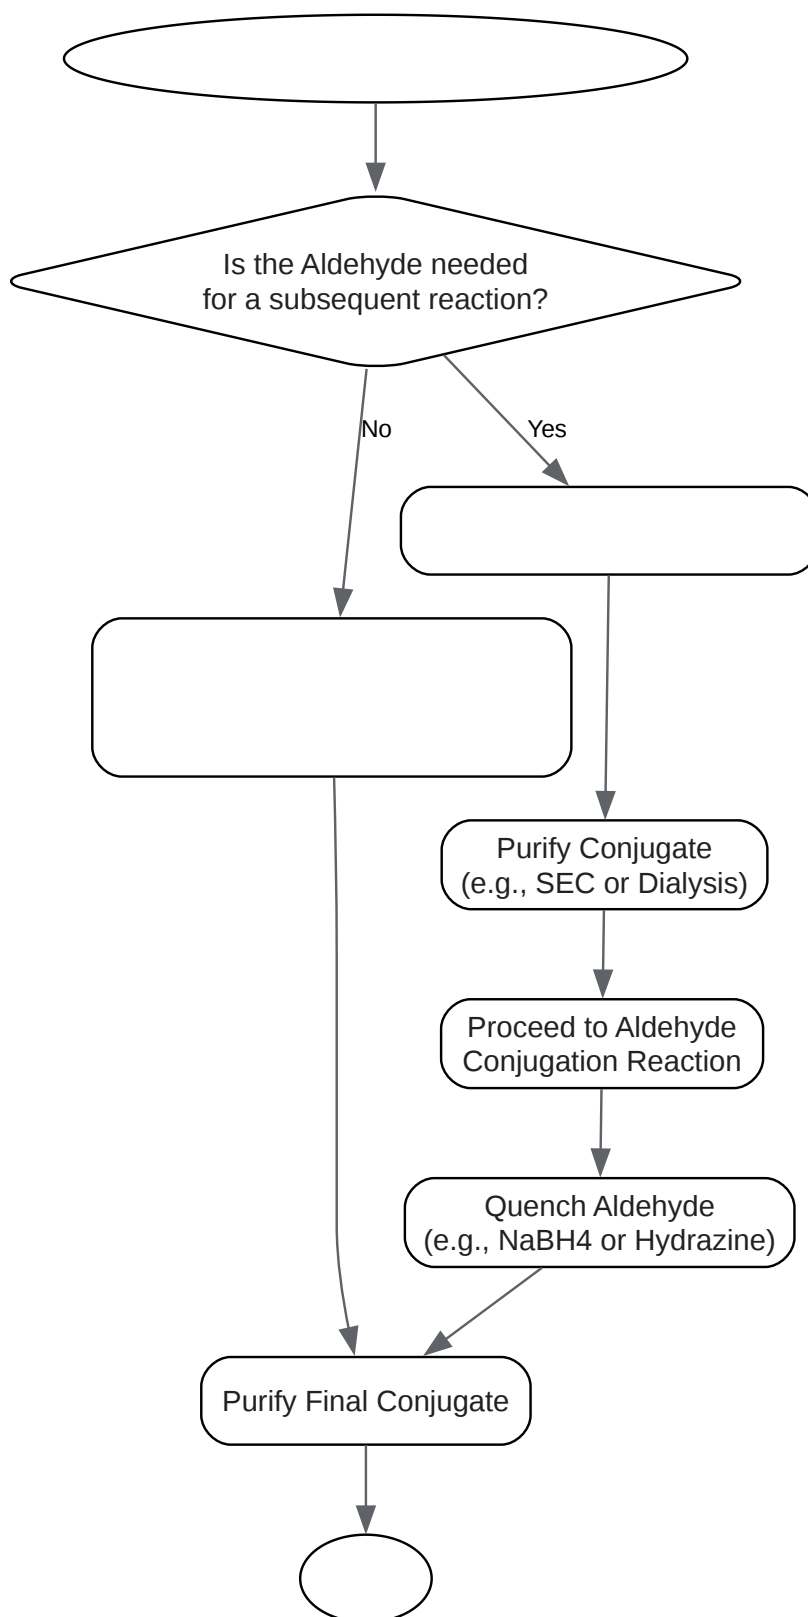 Is the Aldehyde needed
for a subsequent reaction?
No
Yes
Purify Conjugate
(e.g., SEC or Dialysis)
Proceed to Aldehyde
Conjugation Reaction
Quench Aldehyde
(e.g., NaBH4 or Hydrazine)
Purify Final Conjugate